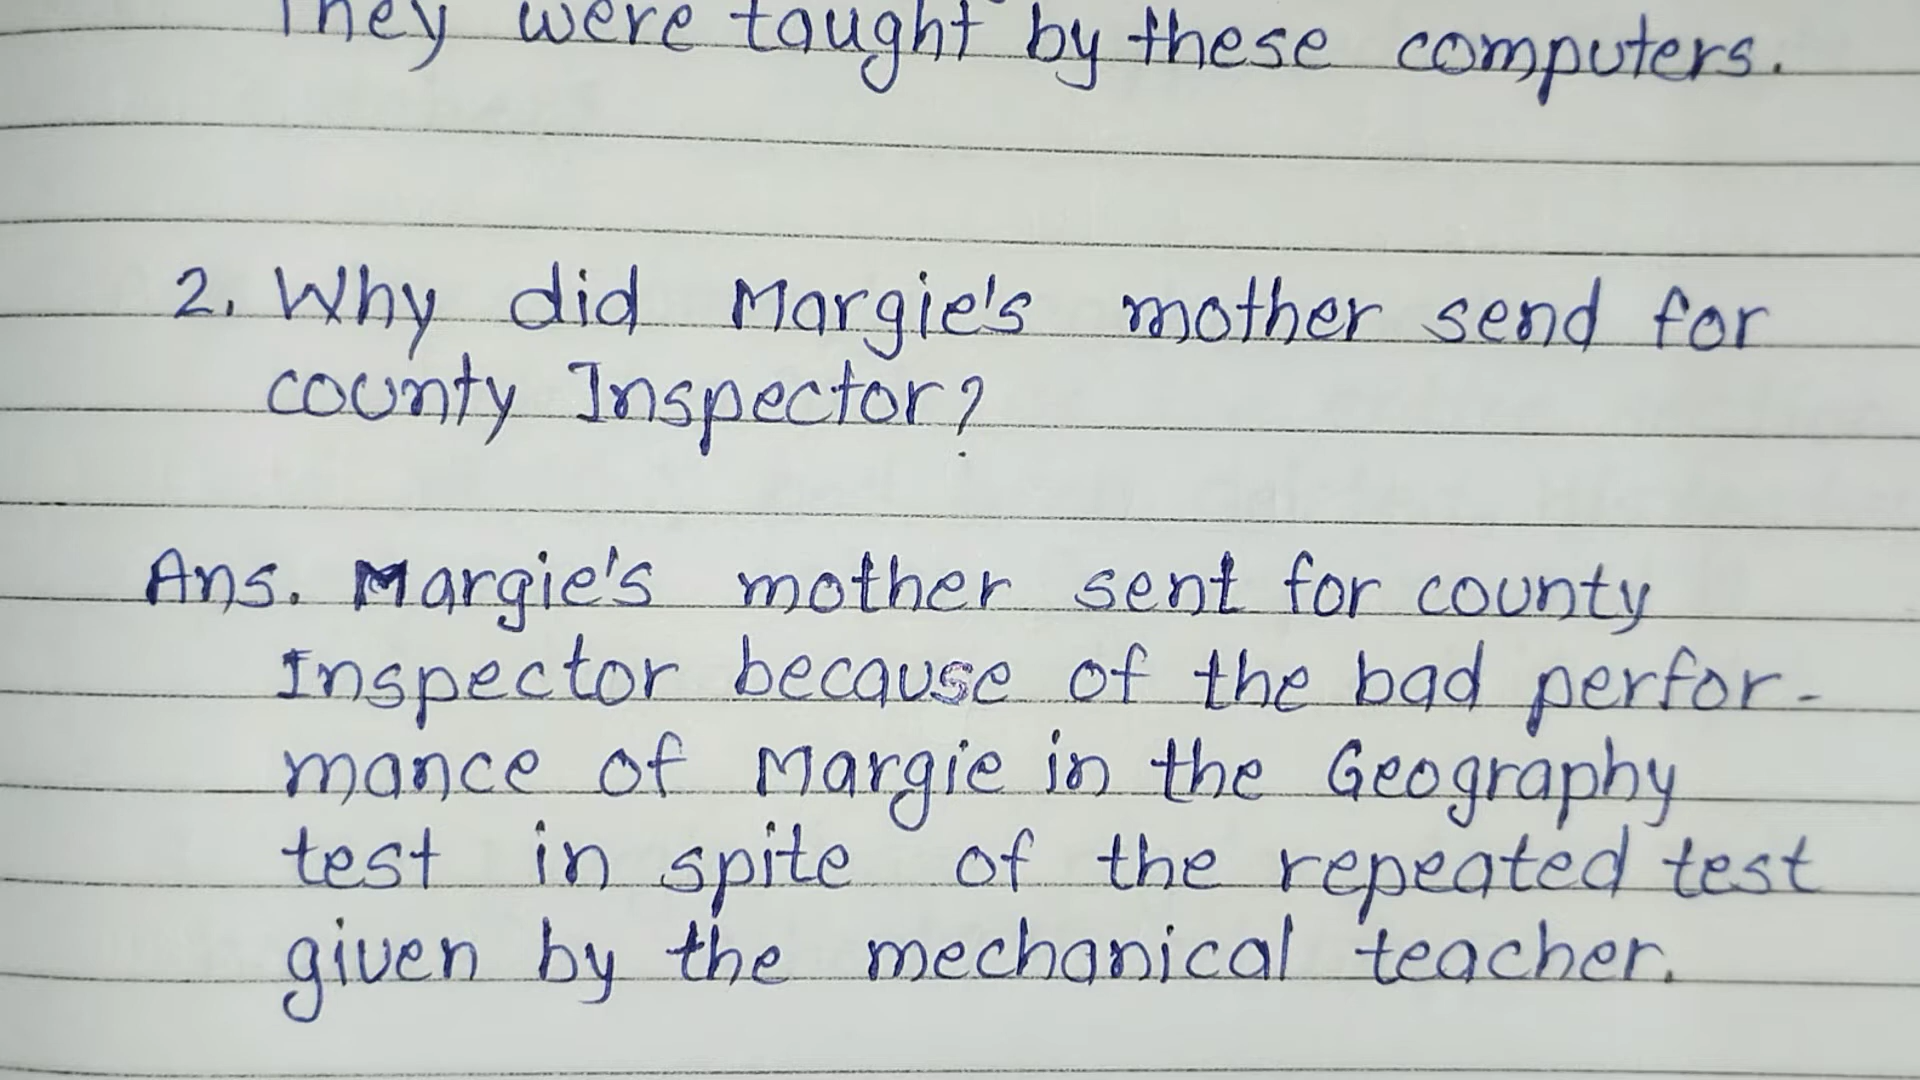 They were taught by these computers.
2. Why did Margie's mother send for
county Inspector?
Ans. Margie's mother sent for county
Inspector because of the bad perfor-
mance of Margie in the Geography
test in spite of the repeated test
given by the mechanical teacher.